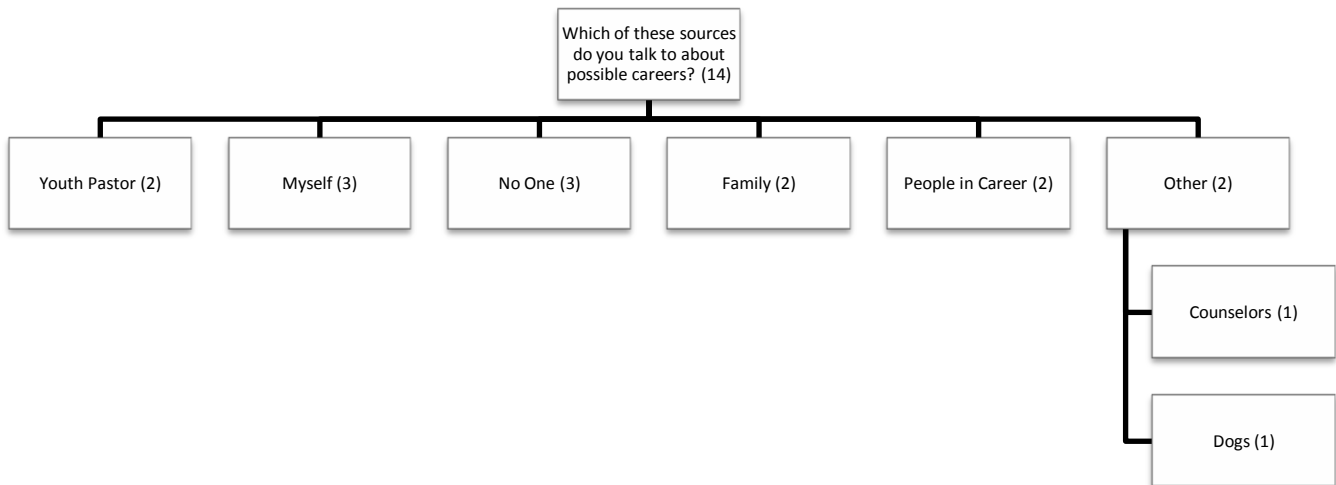 Which of these sources
do you talk to about
possible careers? (14)
Youth Pastor (2)
Myself (3)
No One (3)
Family (2)
People in Career (2)
Other (2)
Counselors (1)
Dogs (1)